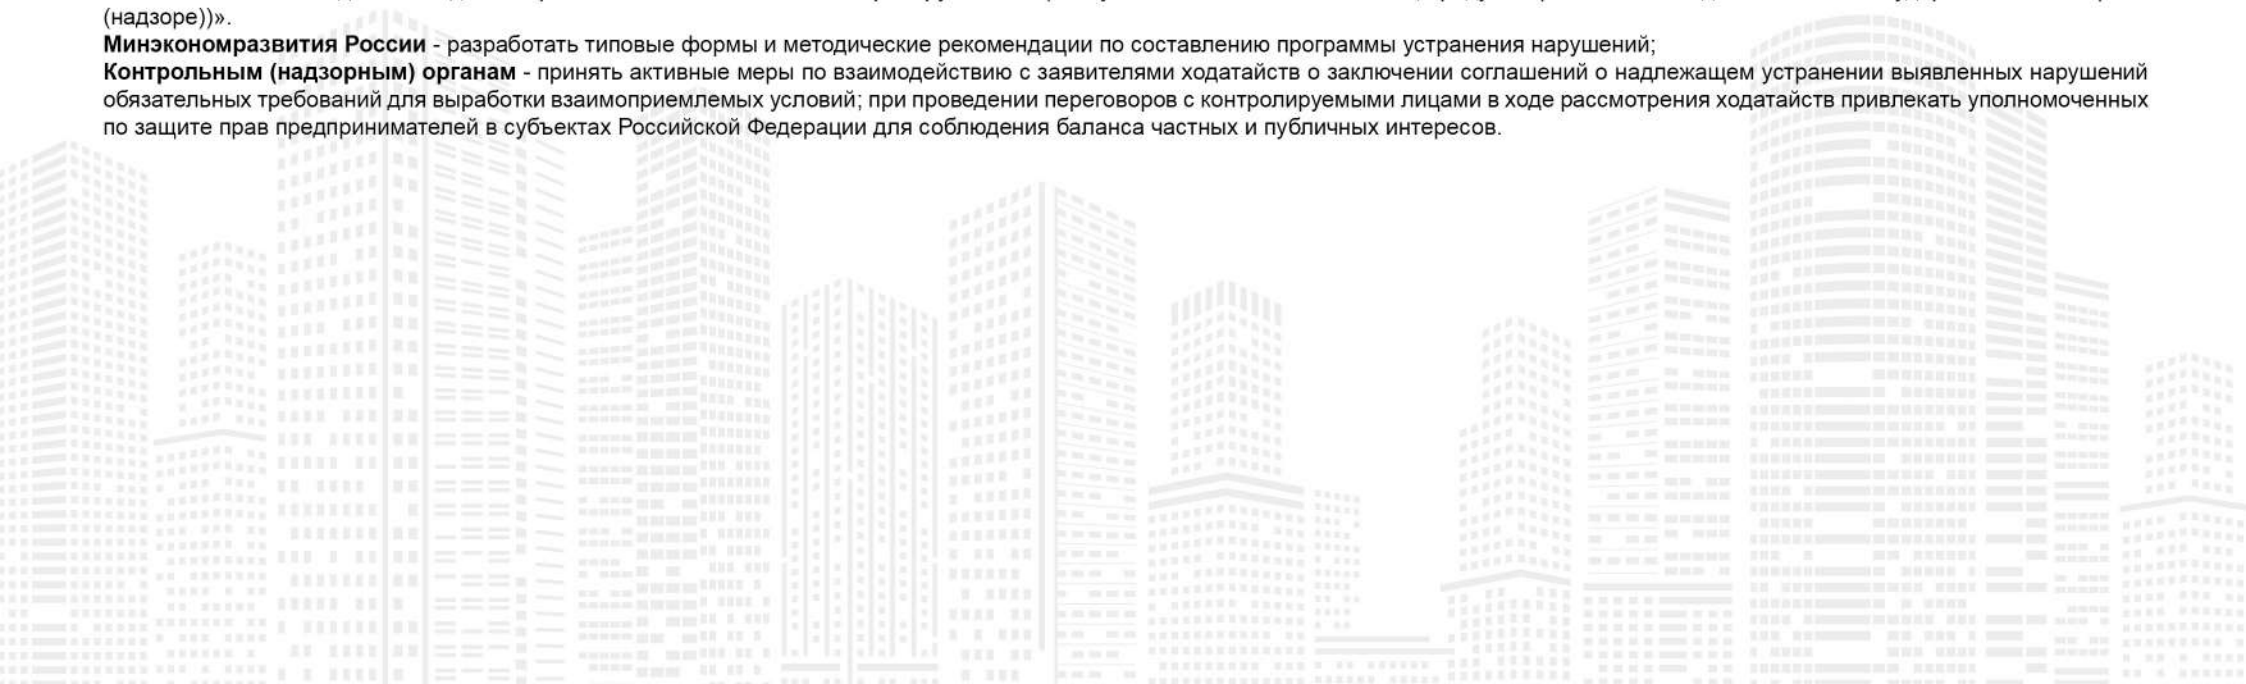 (надзоре))».
Минэкономразвития России - разработать типовые формы и методические рекомендации по составлению программы устранения нарушений;
Контрольным (надзорным) органам - принять активные меры по взаимодействию с заявителями ходатайств о заключении соглашений о надлежащем устранении выявленных нарушений
обязательных требований для выработки взаимоприемлемых условий; при проведении переговоров с контролируемыми лицами в ходе рассмотрения ходатайств привлекать уполномоченных
по защите прав предпринимателей в субъектах Российской Федерации для соблюдения баланса частных и публичных интересов.